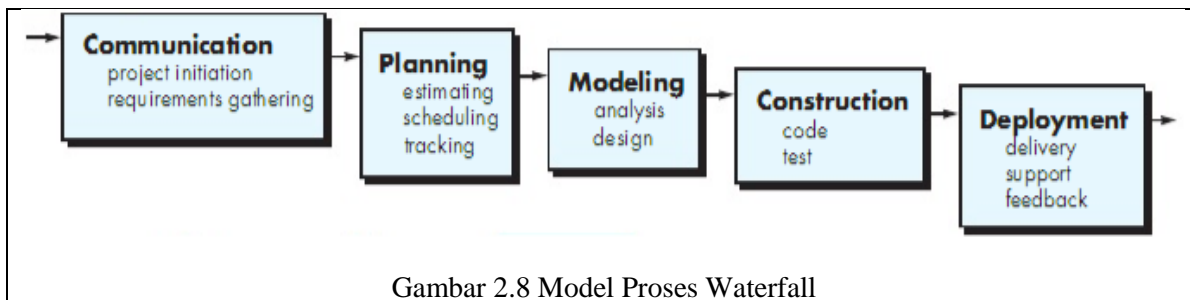 Communication
project initiation
requirements gathering
Planning
estimating
scheduling
tracking
Modeling
analysis
design
Construction
code
test
Deployment
delivery
support
feedback
Gambar 2.8 Model Proses Waterfall